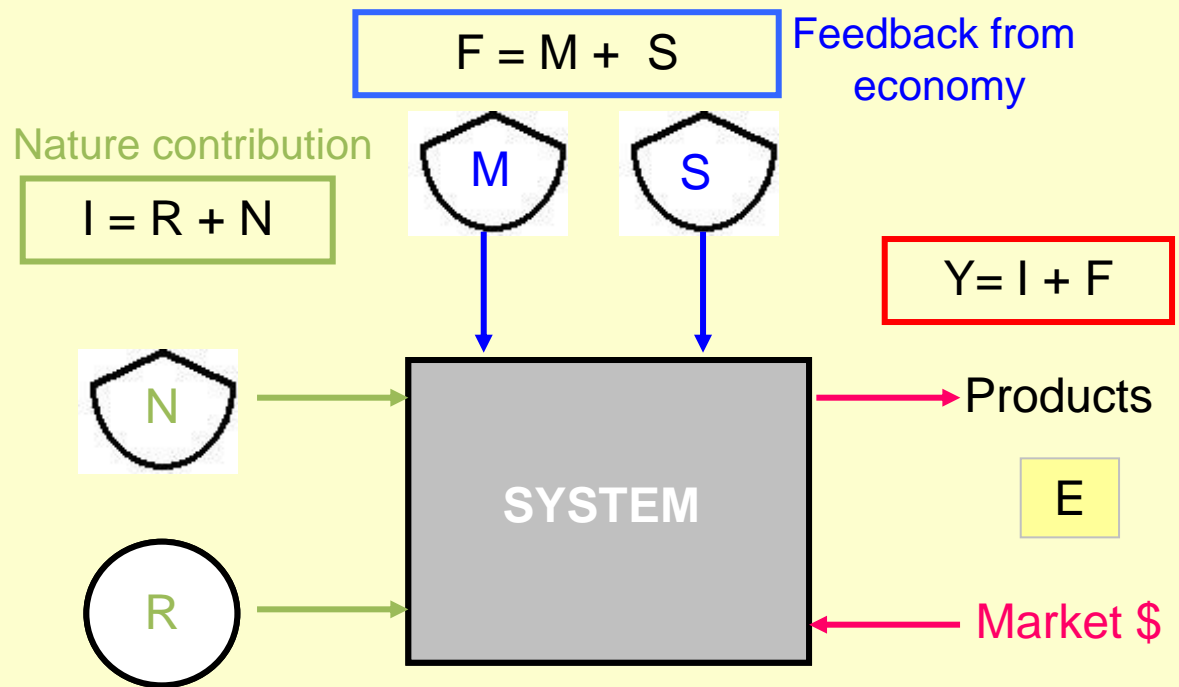 F = M + S
Feedback from
economy
Nature contribution
I = R + N
M
S
Y= I + F
N
Products
SYSTEM
E
R
Market $